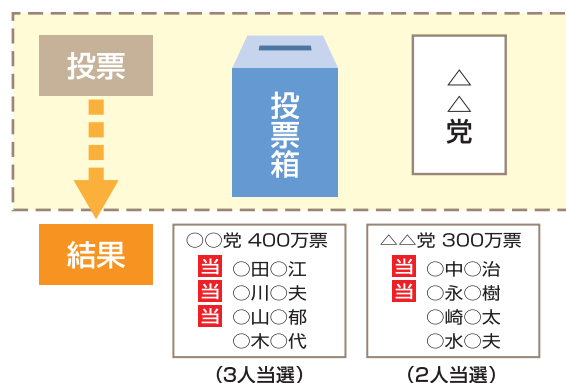 投票
投票箱
△△党
結果
○○党 400万票
当 ○田○江
当 ○川○夫
当 ○山○郁
○木○代
(3人当選)
△△党 300万票
当 ○中○治
当 ○永○樹
○崎○太
○水○夫
(2人当選)